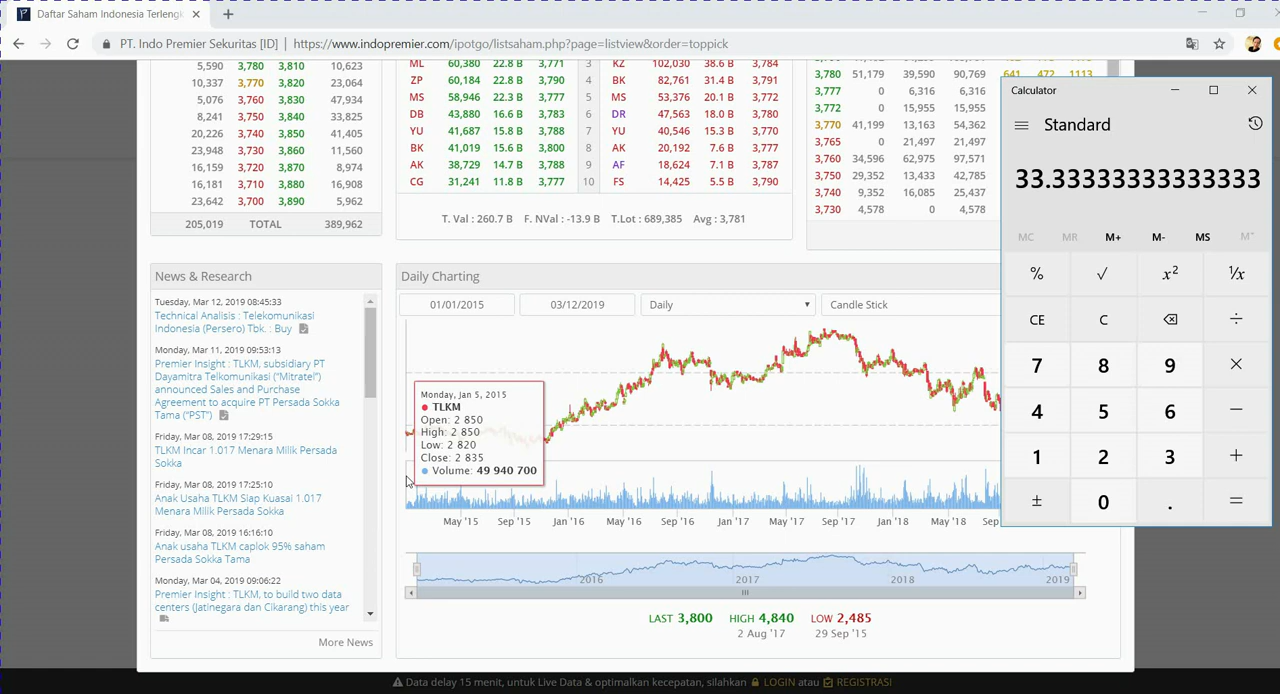 Daftar Saham Indonesia Terlengk
PT. Indo Premier Sekuritas [ID] | https://www.indopremier.com/ipotgo/listsaham.php?page=listview&order=toppick
5,590 3,780 3,810 10,623
10,337 3,770 3,820 23,064
5,076 3,760 3,830 47,934
8,241 3,750 3,840 33,825
20,226 3,740 3,850 41,405
23,948 3,730 3,860 11,560
16,159 3,720 3,870 8,974
16,181 3,710 3,880 16,908
23,642 3,700 3,890 5,962
205,019 TOTAL 389,962
ML 60,380 22.8 B 3,771 3 KZ 102,030 38.6 B 3,784
ZP 60,184 22.8 B 3,790 4 BK 82,761 31.4 B 3,791
MS 58,946 22.3 B 3,772 5 MS 53,376 20.1 B 3,772
DB 43,880 16.6 B 3,783 6 DR 47,563 18.0 B 3,780
YU 41,687 15.8 B 3,788 7 YU 40,546 15.3 B 3,770
BK 41,019 15.6 B 3,800 8 AK 20,192 7.6 B 3,777
AK 38,729 14.7 B 3,788 9 AF 18,624 7.1 B 3,787
CG 31,241 11.8 B 3,777 10 FS 14,425 5.5 B 3,790
T. Val : 260.7 B F. NVal : -13.9 B T.Lot : 689,385 Avg : 3,781
3,780 51,179 39,590 90,769 641 472 1113
3,777 0 6,316 6,316
3,772 0 15,955 15,955
3,770 41,199 13,163 54,362
3,765 0 21,497 21,497
3,760 34,596 62,975 97,571
3,750 29,352 13,433 42,785
3,740 9,352 16,085 25,437
3,730 4,578 0 4,578
News & Research
Tuesday, Mar 12, 2019 08:45:33
Technical Analisis : Telekomunikasi
Indonesia (Persero) Tbk. : Buy
Monday, Mar 11, 2019 09:53:13
Premier Insight : TLKM, subsidiary PT
Dayamitra Telkomunikasi (“Mitratel”)
announced Sales and Purchase
Agreement to acquire PT Persada Sokka
Tama (“PST”)
Friday, Mar 08, 2019 17:29:15
TLKM Incar 1.017 Menara Milik Persada
Sokka
Friday, Mar 08, 2019 17:25:10
Anak Usaha TLKM Siap Kuasai 1.017
Menara Milik Persada Sokka
Friday, Mar 08, 2019 16:16:10
Anak usaha TLKM caplok 95% saham
Persada Sokka Tama
Monday, Mar 04, 2019 09:06:22
Premier Insight : TLKM, to build two data
centers (Jatinegara dan Cikarang) this year
More News
Daily Charting
01/01/2015 03/12/2019 Daily Candle Stick
Monday, Jan 5, 2015
TLKM
Open: 2 850
High: 2 850
Low: 2 820
Close: 2 835
Volume: 49 940 700
May '15 Sep '15 Jan '16 May '16 Sep '16 Jan '17 May '17 Sep '17 Jan '18 May '18 Sep
2016 2017 2018 2019
LAST 3,800 HIGH 4,840 LOW 2,485
2 Aug '17 29 Sep '15
Calculator
Standard
33.33333333333333
MC MR M+ M- MS M˅
% √ x² ¹/x
CE C ⌫ ÷
7 8 9 ×
4 5 6 −
1 2 3 +
± 0 . =
Data delay 15 menit, untuk Live Data & optimalkan kecepatan, silahkan LOGIN atau REGISTRASI